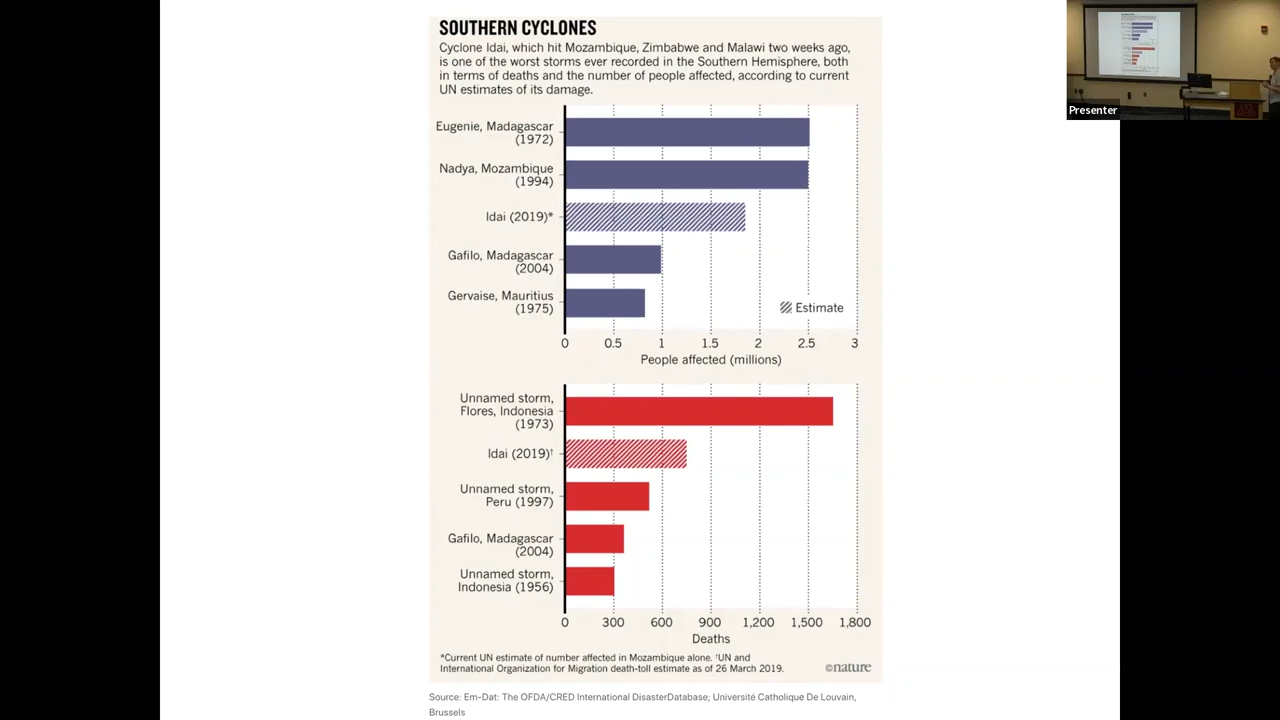 SOUTHERN CYCLONES
Cyclone Idai, which hit Mozambique, Zimbabwe and Malawi two weeks ago,
is one of the worst storms ever recorded in the Southern Hemisphere, both
in terms of deaths and the number of people affected, according to current
UN estimates of its damage.
Eugenie, Madagascar
(1972)
Nadya, Mozambique
(1994)
Idai (2019)*
Gafilo, Madagascar
(2004)
Gervaise, Mauritius
(1975)
Estimate
0 0.5 1 1.5 2 2.5 3
People affected (millions)
Unnamed storm,
Flores, Indonesia
(1973)
Idai (2019)†
Unnamed storm,
Peru (1997)
Gafilo, Madagascar
(2004)
Unnamed storm,
Indonesia (1956)
0 300 600 900 1,200 1,500 1,800
Deaths
*Current UN estimate of number affected in Mozambique alone. †UN and
International Organization for Migration death-toll estimate as of 26 March 2019.
©nature
Source: Em-Dat: The OFDA/CRED International DisasterDatabase; Université Catholique De Louvain,
Brussels
Presenter